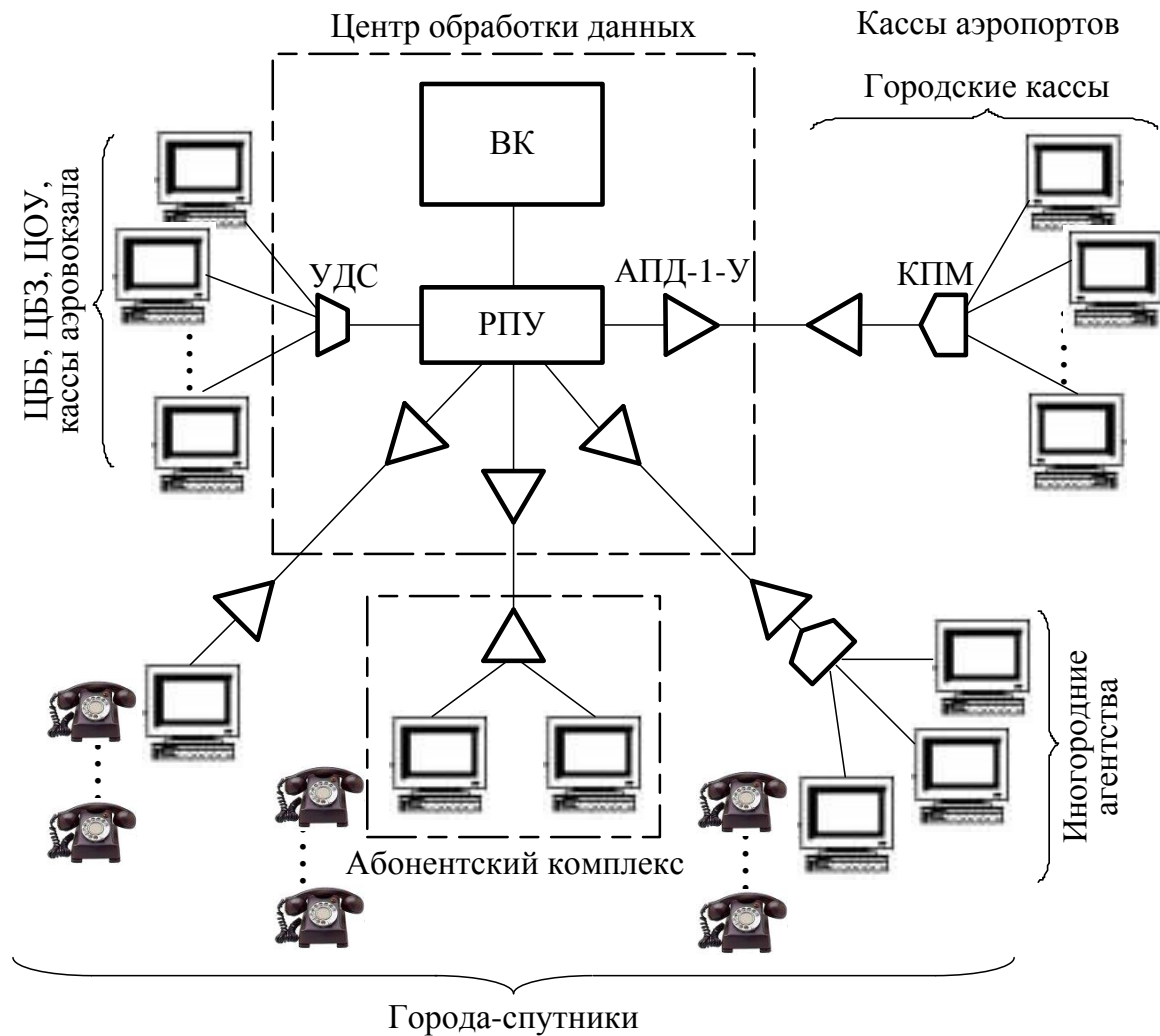 Центр обработки данных
Кассы аэропортов
Городские кассы
ВК
ЦББ, ЦБЗ, ЦОУ,
кассы аэровокзала
УДС
РПУ
АПД-1-У
КПМ
Иногородние
агентства
Абонентский комплекс
Города-спутники